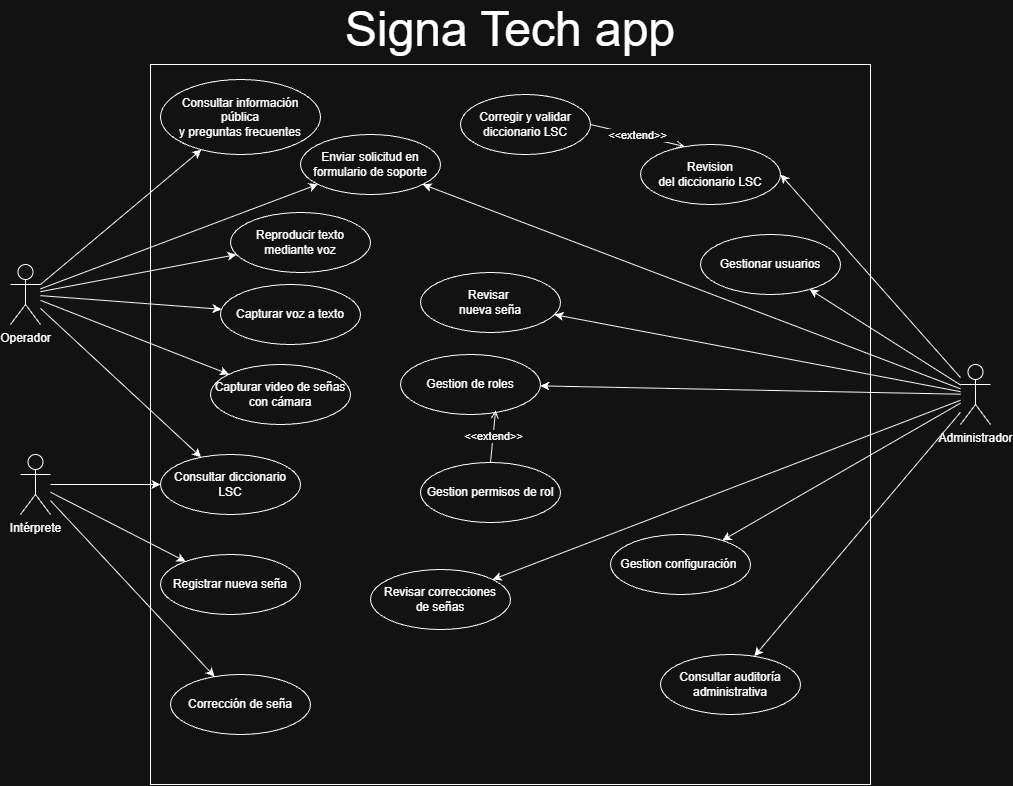 Signa Tech app
Consultar información
pública
y preguntas frecuentes
Corregir y validar
diccionario LSC
<<extend>>
Enviar solicitud en
formulario de soporte
Revision
del diccionario LSC
Reproducir texto
mediante voz
Gestionar usuarios
Revisar
nueva seña
Capturar voz a texto
Operador
Capturar video de señas
con cámara
Gestion de roles
<<extend>>
Administrador
Consultar diccionario
LSC
Gestion permisos de rol
Intérprete
Gestion configuración
Registrar nueva seña
Revisar correcciones
de señas
Consultar auditoría
administrativa
Corrección de seña